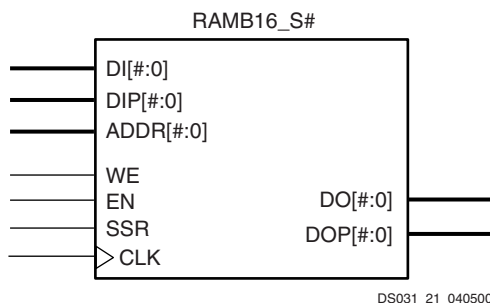 RAMB16_S#
DI[#:0]
DIP[#:0]
ADDR[#:0]
WE
EN
SSR
CLK
DO[#:0]
DOP[#:0]
DS031_21_040500